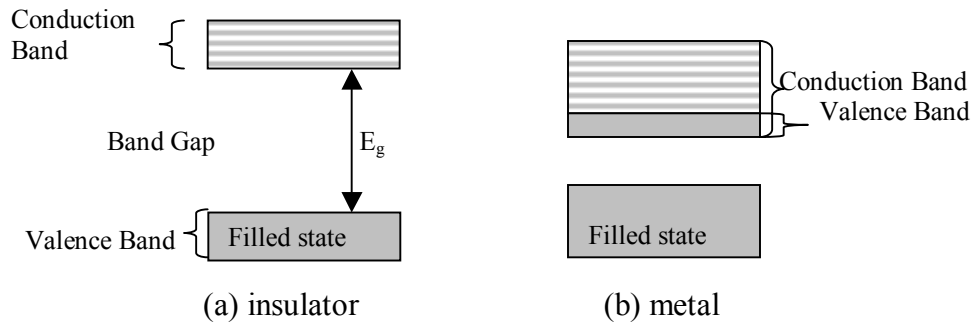 Conduction
Band
Band Gap
E_g
Valence Band
Filled state
(a) insulator
Conduction Band
Valence Band
Filled state
(b) metal